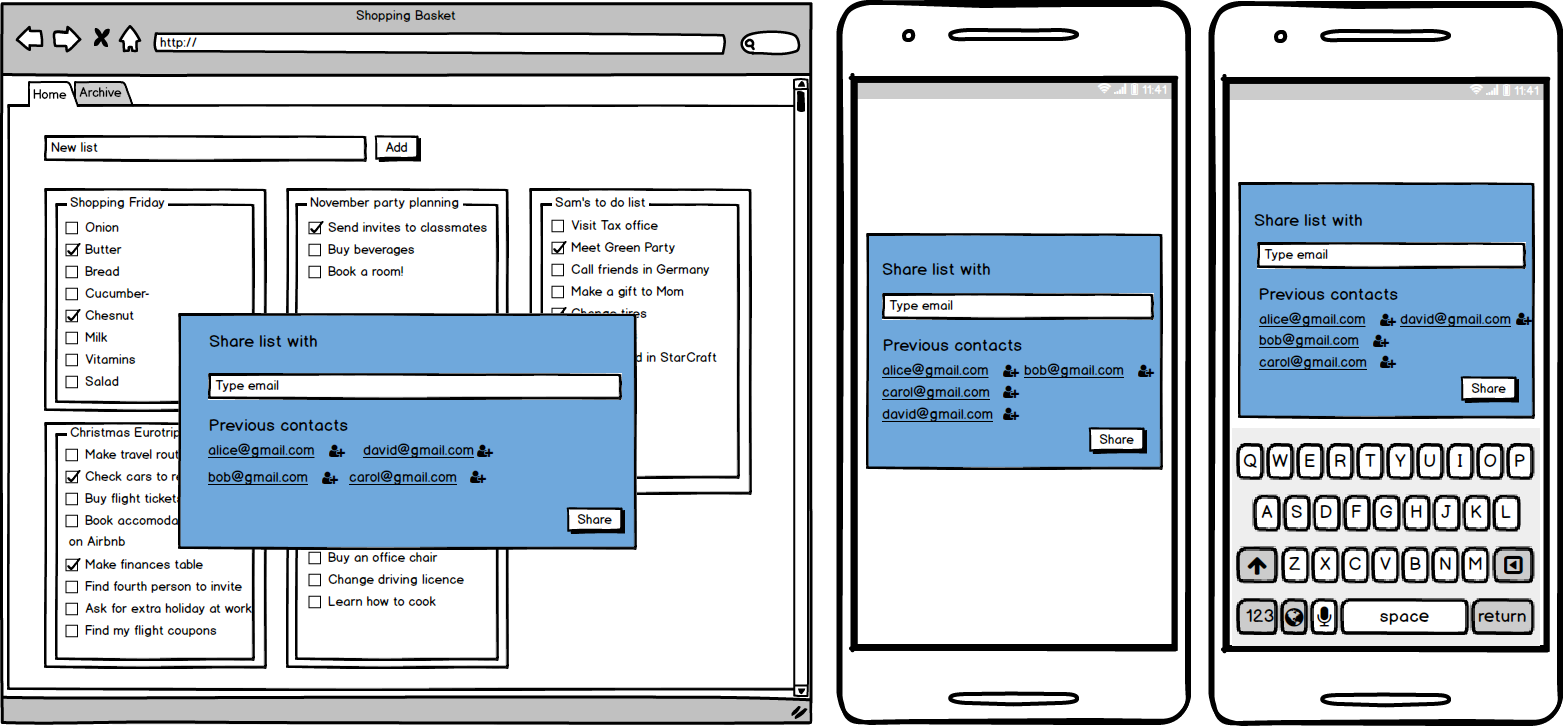 Shopping Basket
http://
Home
Archive
New list
Add
Shopping Friday
Onion
Butter
Bread
Cucumber-
Chesnut
Milk
Vitamins
Salad
November party planning
Send invites to classmates
Buy beverages
Book a room!
Sam's to do list
Visit Tax office
Meet Green Party
Call friends in Germany
Make a gift to Mom
Change tires
d in StarCraft
Christmas Eurotrip
Make travel rout
Check cars to re
Buy flight tickets
Book accomoda
on Airbnb
Make finances table
Find fourth person to invite
Ask for extra holiday at work
Find my flight coupons
Buy an office chair
Change driving licence
Learn how to cook
Share list with
Type email
Previous contacts
alice@gmail.com david@gmail.com
bob@gmail.com carol@gmail.com
Share
11:41
Share list with
Type email
Previous contacts
alice@gmail.com bob@gmail.com
carol@gmail.com
david@gmail.com
Share
11:41
Share list with
Type email
Previous contacts
alice@gmail.com david@gmail.com
bob@gmail.com
carol@gmail.com
Share
Q W E R T Y U I O P
A S D F G H J K L
Z X C V B N M
123 space return